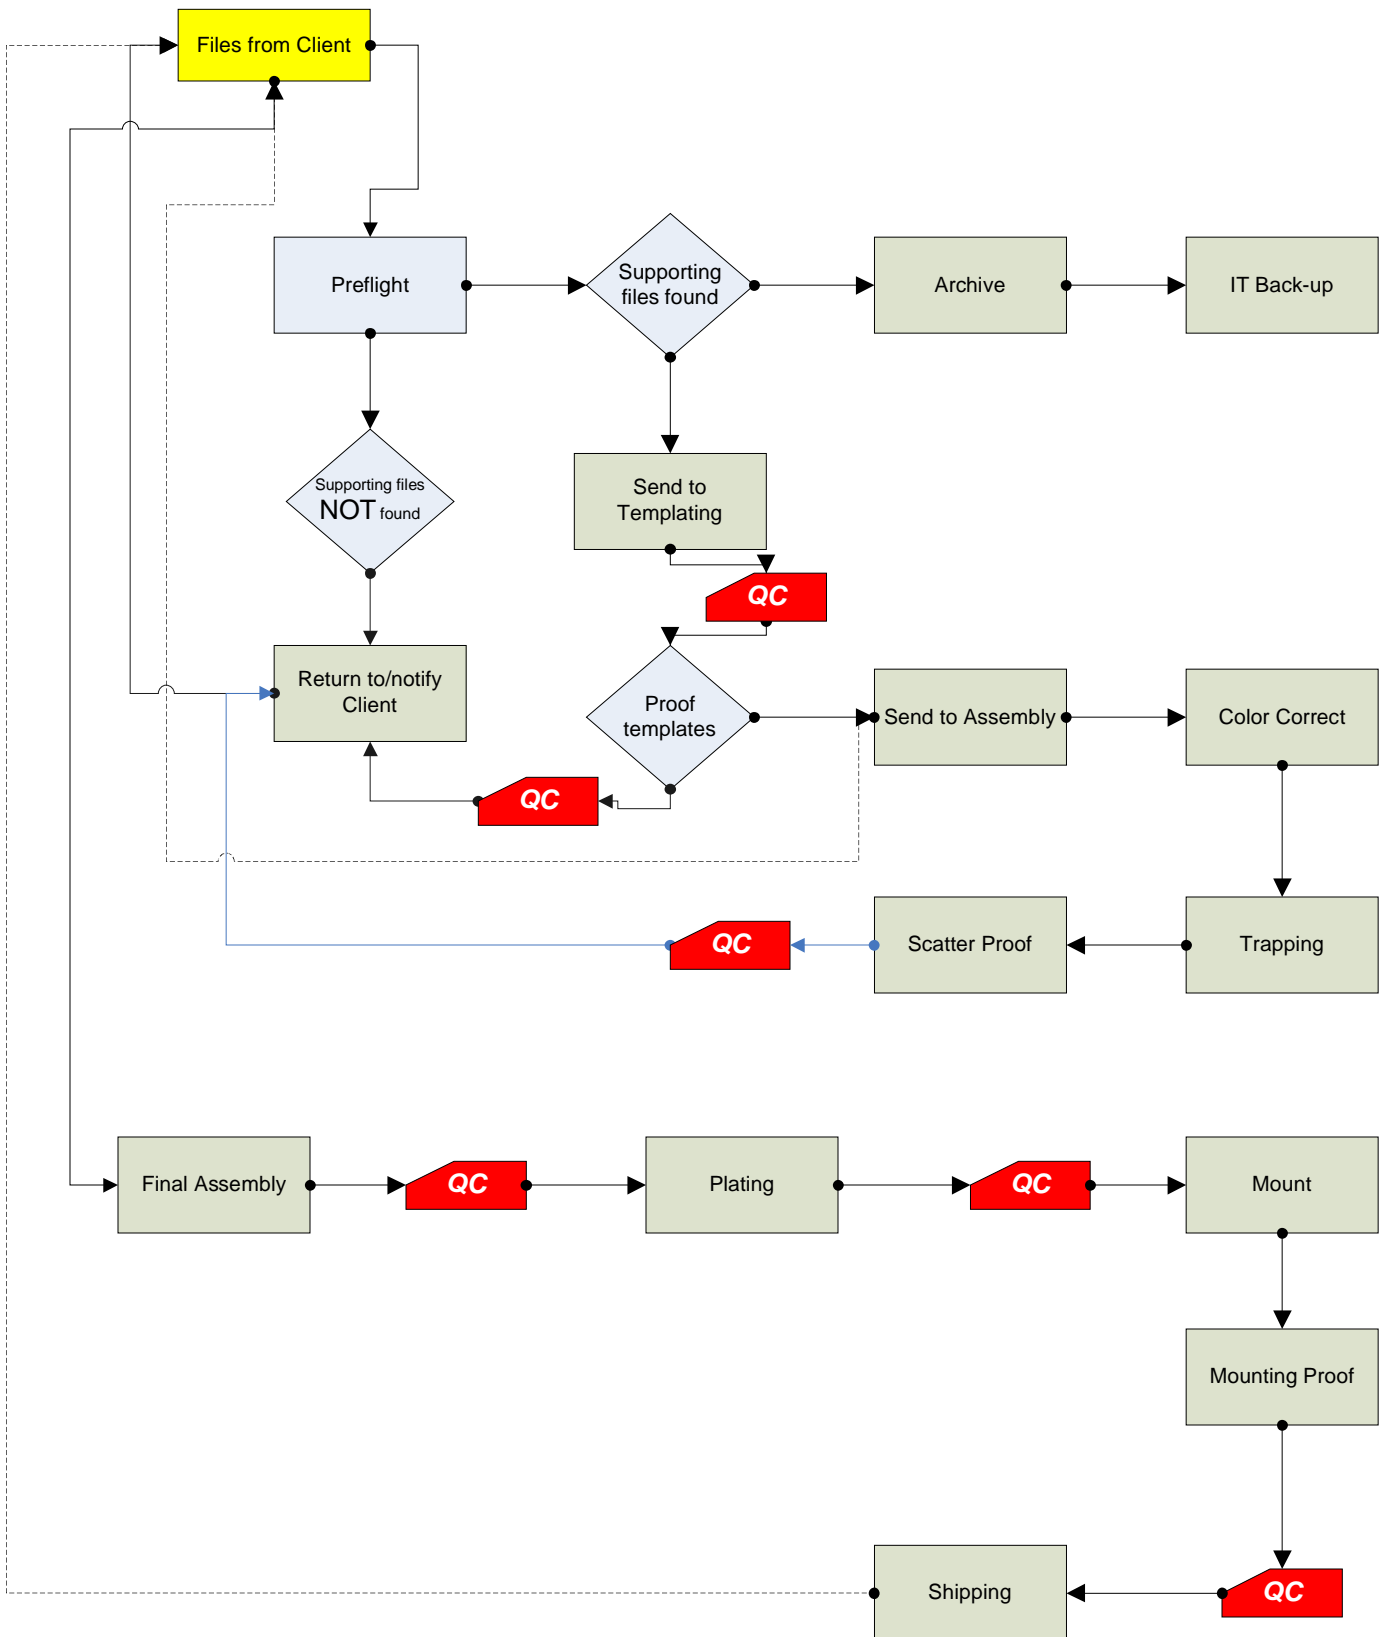 Files from Client
Preflight
Supporting
files found
Archive
IT Back-up
Supporting files
NOT found
Send to
Templating
QC
Return to/notify
Client
Proof
templates
Send to Assembly
Color Correct
QC
QC
Scatter Proof
Trapping
Final Assembly
QC
Plating
QC
Mount
Mounting Proof
Shipping
QC